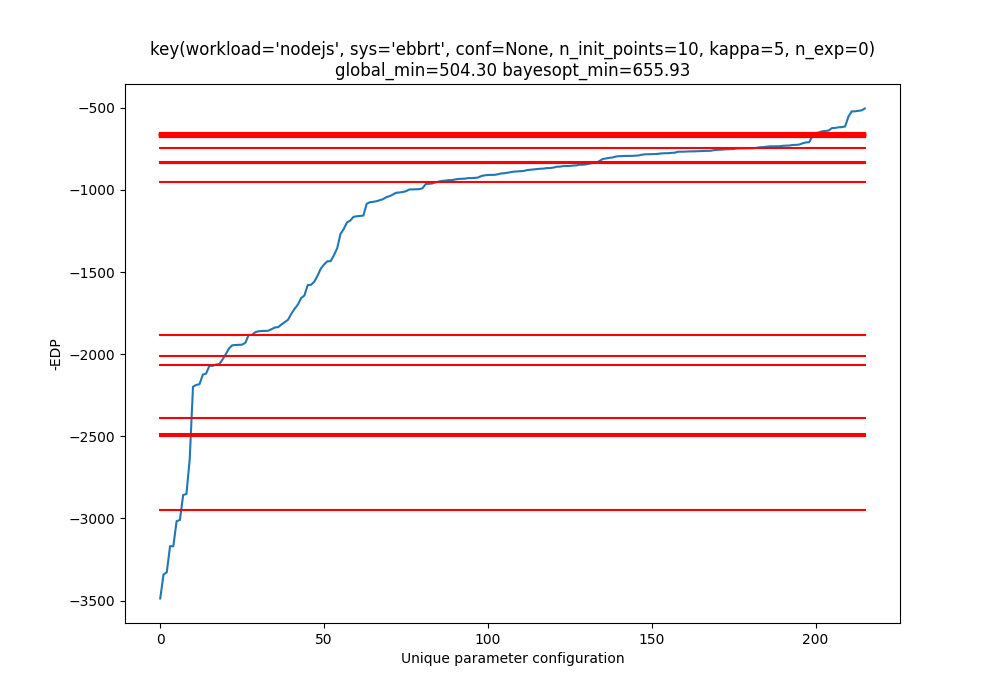 key(workload='nodejs', sys='ebbrt', conf=None, n_init_points=10, kappa=5, n_exp=0)
global_min=504.30 bayesopt_min=655.93
−500
−1000
−1500
−2000
−2500
−3000
−3500
-EDP
0 50 100 150 200
Unique parameter configuration